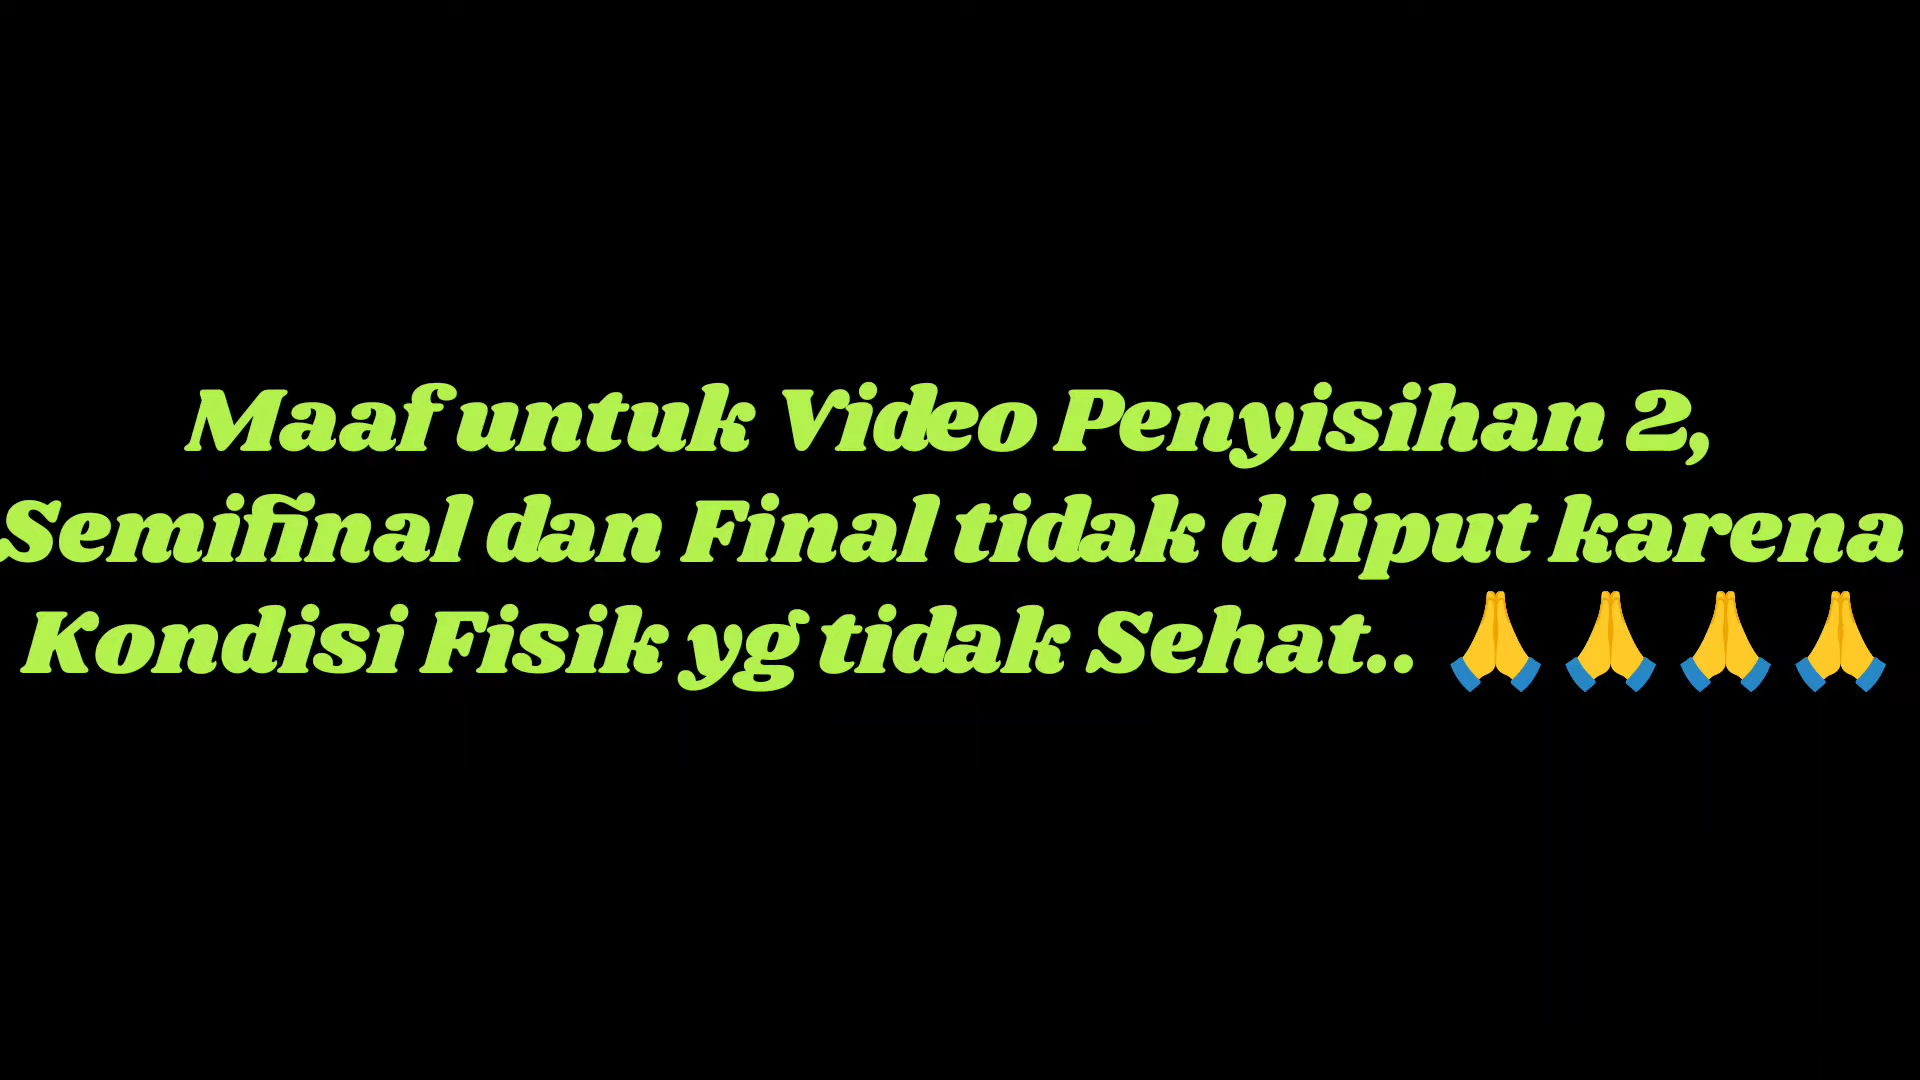 Maaf untuk Video Penyisihan 2,
Semifinal dan Final tidak d liput karena
Kondisi Fisik yg tidak Sehat.. 🙏 🙏 🙏 🙏